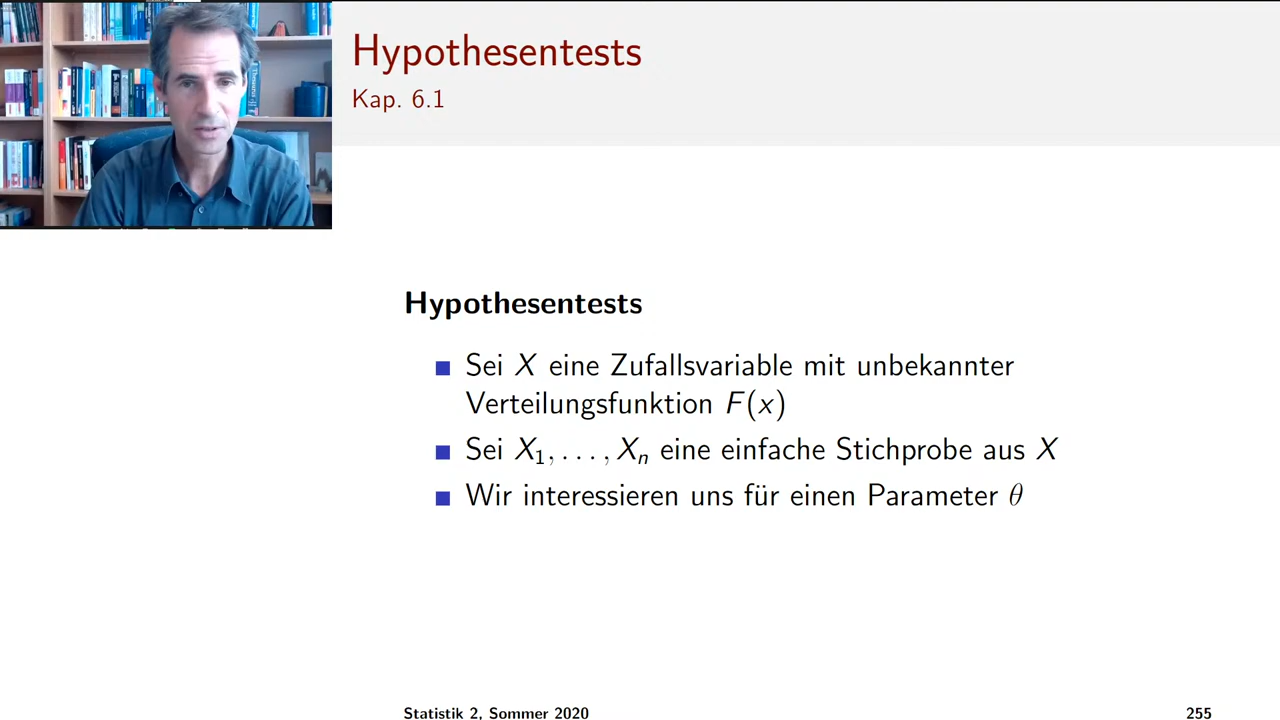 Hypothesentests
Kap. 6.1
Hypothesentests
Sei X eine Zufallsvariable mit unbekannter
Verteilungsfunktion F(x)
Sei X₁, . . . , Xₙ eine einfache Stichprobe aus X
Wir interessieren uns für einen Parameter θ
Statistik 2, Sommer 2020
255